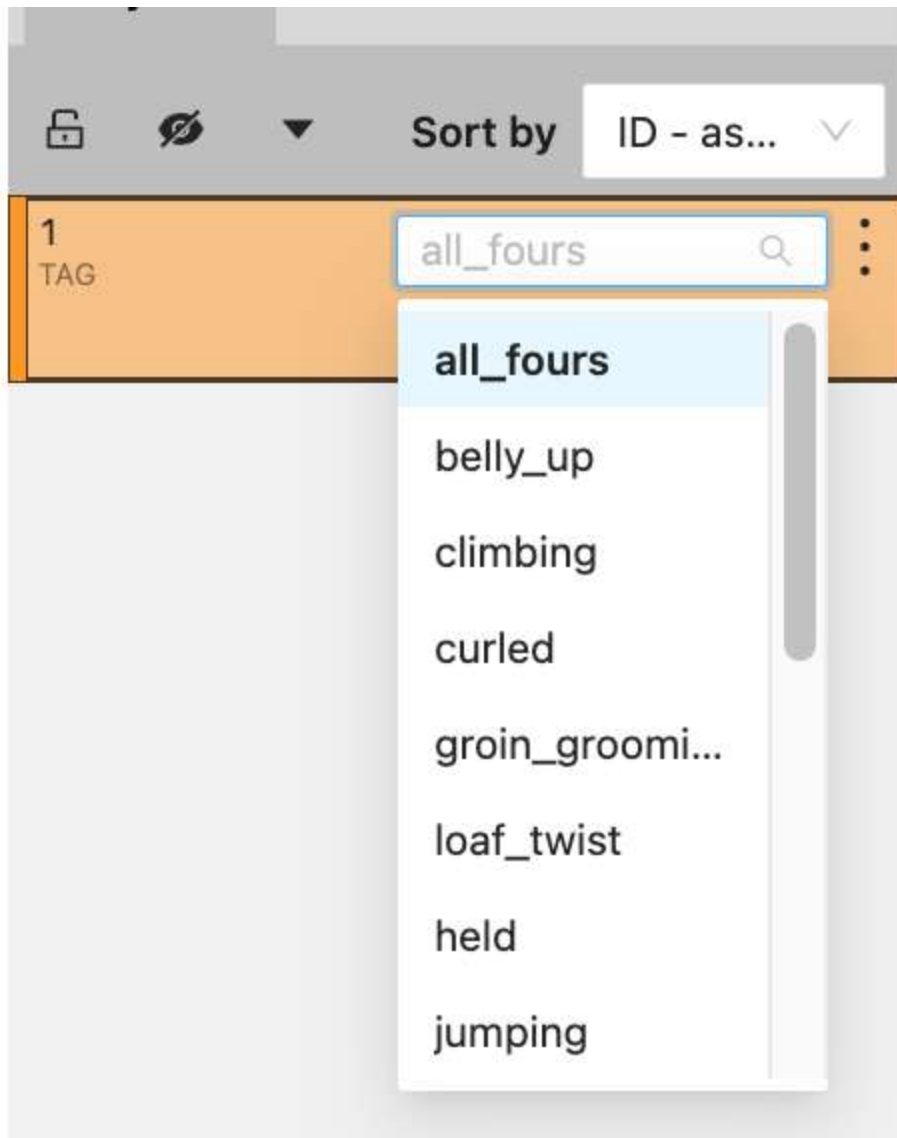 Sort by ID - as...
1
TAG
all_fours
all_fours
belly_up
climbing
curled
groin_groomi...
loaf_twist
held
jumping